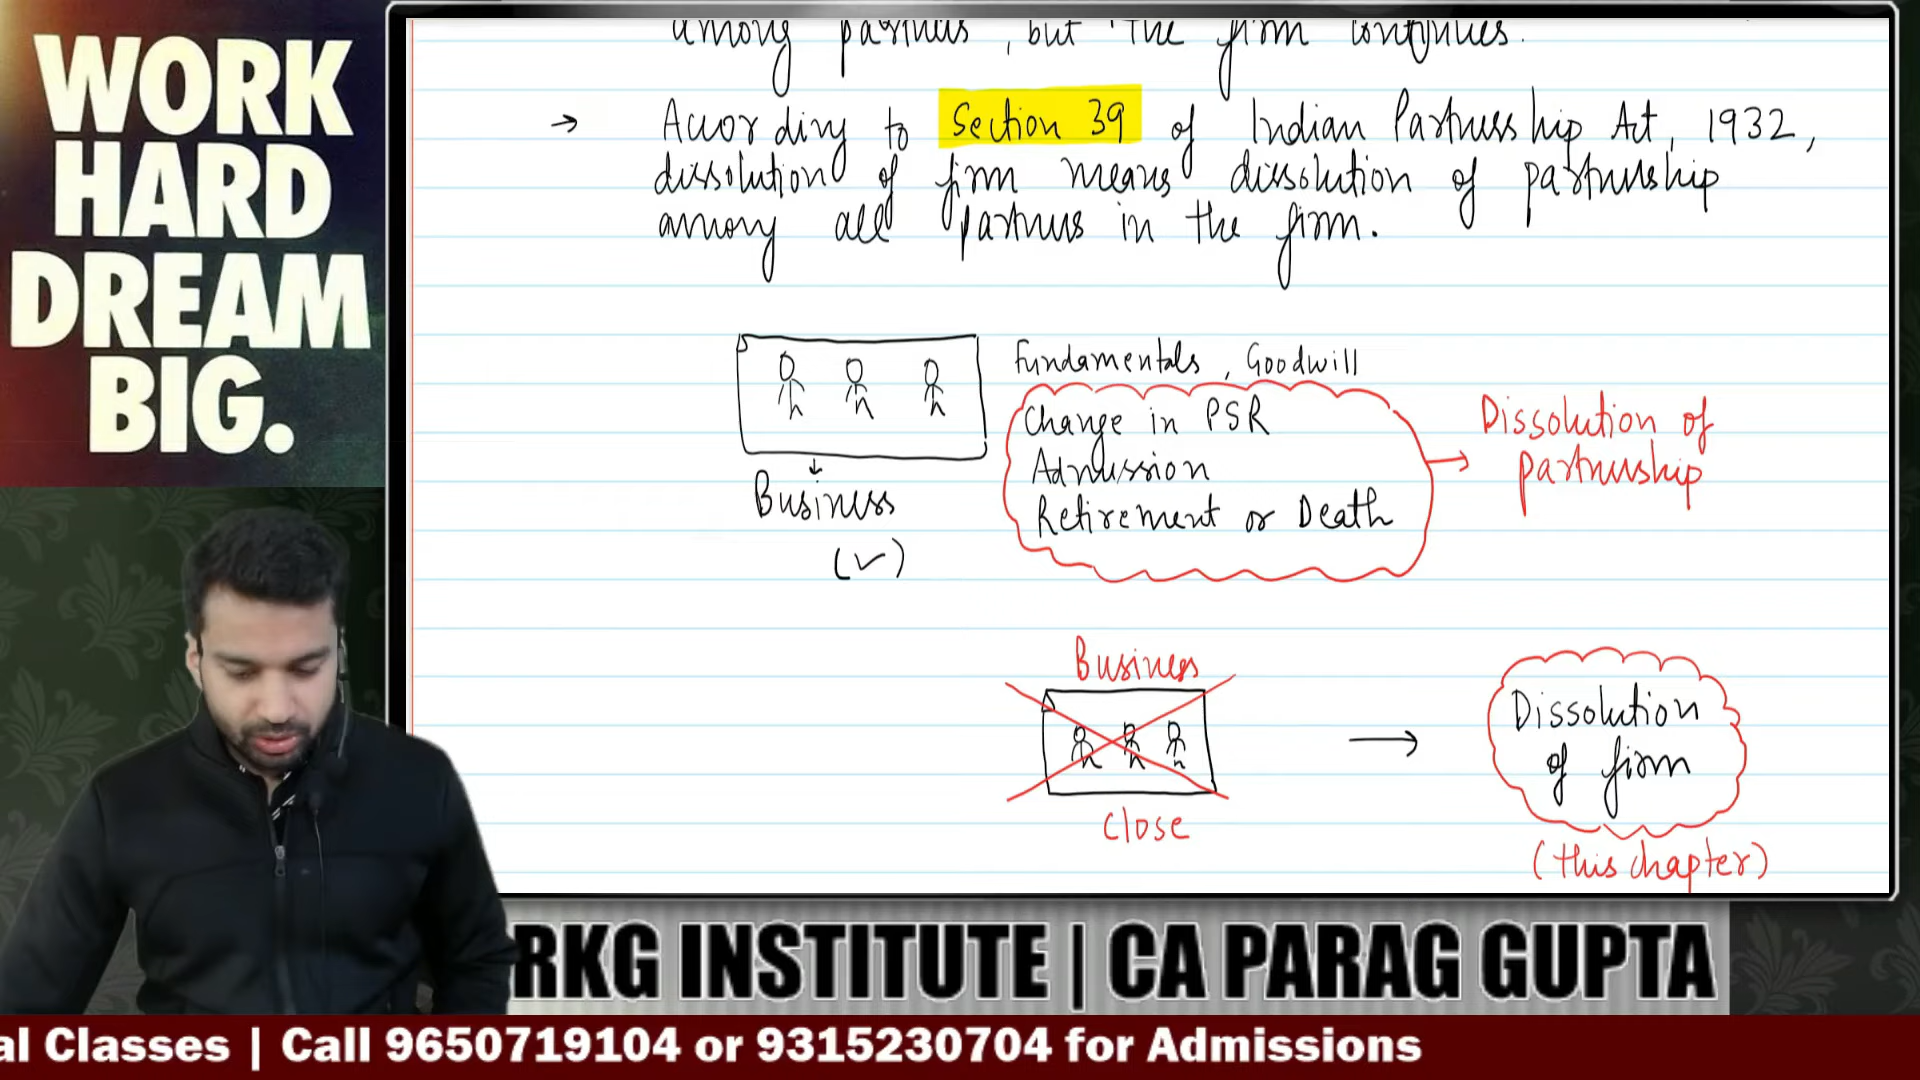 WORK
HARD
DREAM
BIG.
among partners, but the firm continues.
→ According to Section 39 of Indian Partnership Act, 1932,
dissolution of firm means dissolution of partnership
among all partners in the firm.
Fundamentals, Goodwill
Change in PSR
Admission
Retirement or Death
→ Dissolution of
partnership
Business
(✓)
Business
Close
→ Dissolution
of firm
(this chapter)
RKG INSTITUTE | CA PARAG GUPTA
al Classes | Call 9650719104 or 9315230704 for Admissions